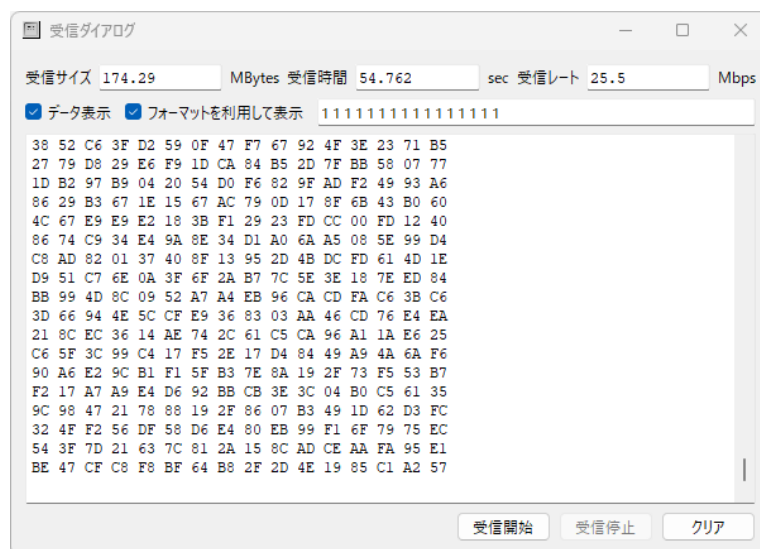 受信ダイアログ
受信サイズ 174.29 MBytes 受信時間 54.762 sec 受信レート 25.5 Mbps
データ表示 フォーマットを利用して表示 1 1 1 1 1 1 1 1 1 1 1 1 1 1 1 1
38 52 C6 3F D2 59 0F 47 F7 67 92 4F 3E 23 71 B5
27 79 D8 29 E6 F9 1D CA 84 B5 2D 7F BB 58 07 77
1D B2 97 B9 04 20 54 D0 F6 82 9F AD F2 49 93 A6
86 29 B3 67 1E 15 67 AC 79 0D 17 8F 6B 43 B0 60
4C 67 E9 E9 E2 18 3B F1 29 23 FD CC 00 FD 12 40
86 74 C9 34 E4 9A 8E 34 D1 A0 6A A5 08 5E 99 D4
C8 AD 82 01 37 40 8F 13 95 2D 4B DC FD 61 4D 1E
D9 51 C7 6E 0A 3F 6F 2A B7 7C 5E 3E 18 7E ED 84
BB 99 4D 8C 09 52 A7 A4 EB 96 CA CD FA C6 3B C6
3D 66 94 4E 5C CF E9 36 83 03 AA 46 CD 76 E4 EA
21 8C EC 36 14 AE 74 2C 61 C5 CA 96 A1 1A E6 25
C6 5F 3C 99 C4 17 F5 2E 17 D4 84 49 A9 4A 6A F6
90 A6 E2 9C B1 F1 5F B3 7E 8A 19 2F 73 F5 53 B7
F2 17 A7 A9 E4 D6 92 BB CB 3E 3C 04 B0 C5 61 35
9C 98 47 21 78 88 19 2F 86 07 B3 49 1D 62 D3 FC
32 4F F2 56 DF 58 D6 E4 80 EB 99 F1 6F 79 75 EC
54 3F 7D 21 63 7C 81 2A 15 8C AD CE AA FA 95 E1
BE 47 CF C8 F8 BF 64 B8 2F 2D 4E 19 85 C1 A2 57
受信開始 受信停止 クリア